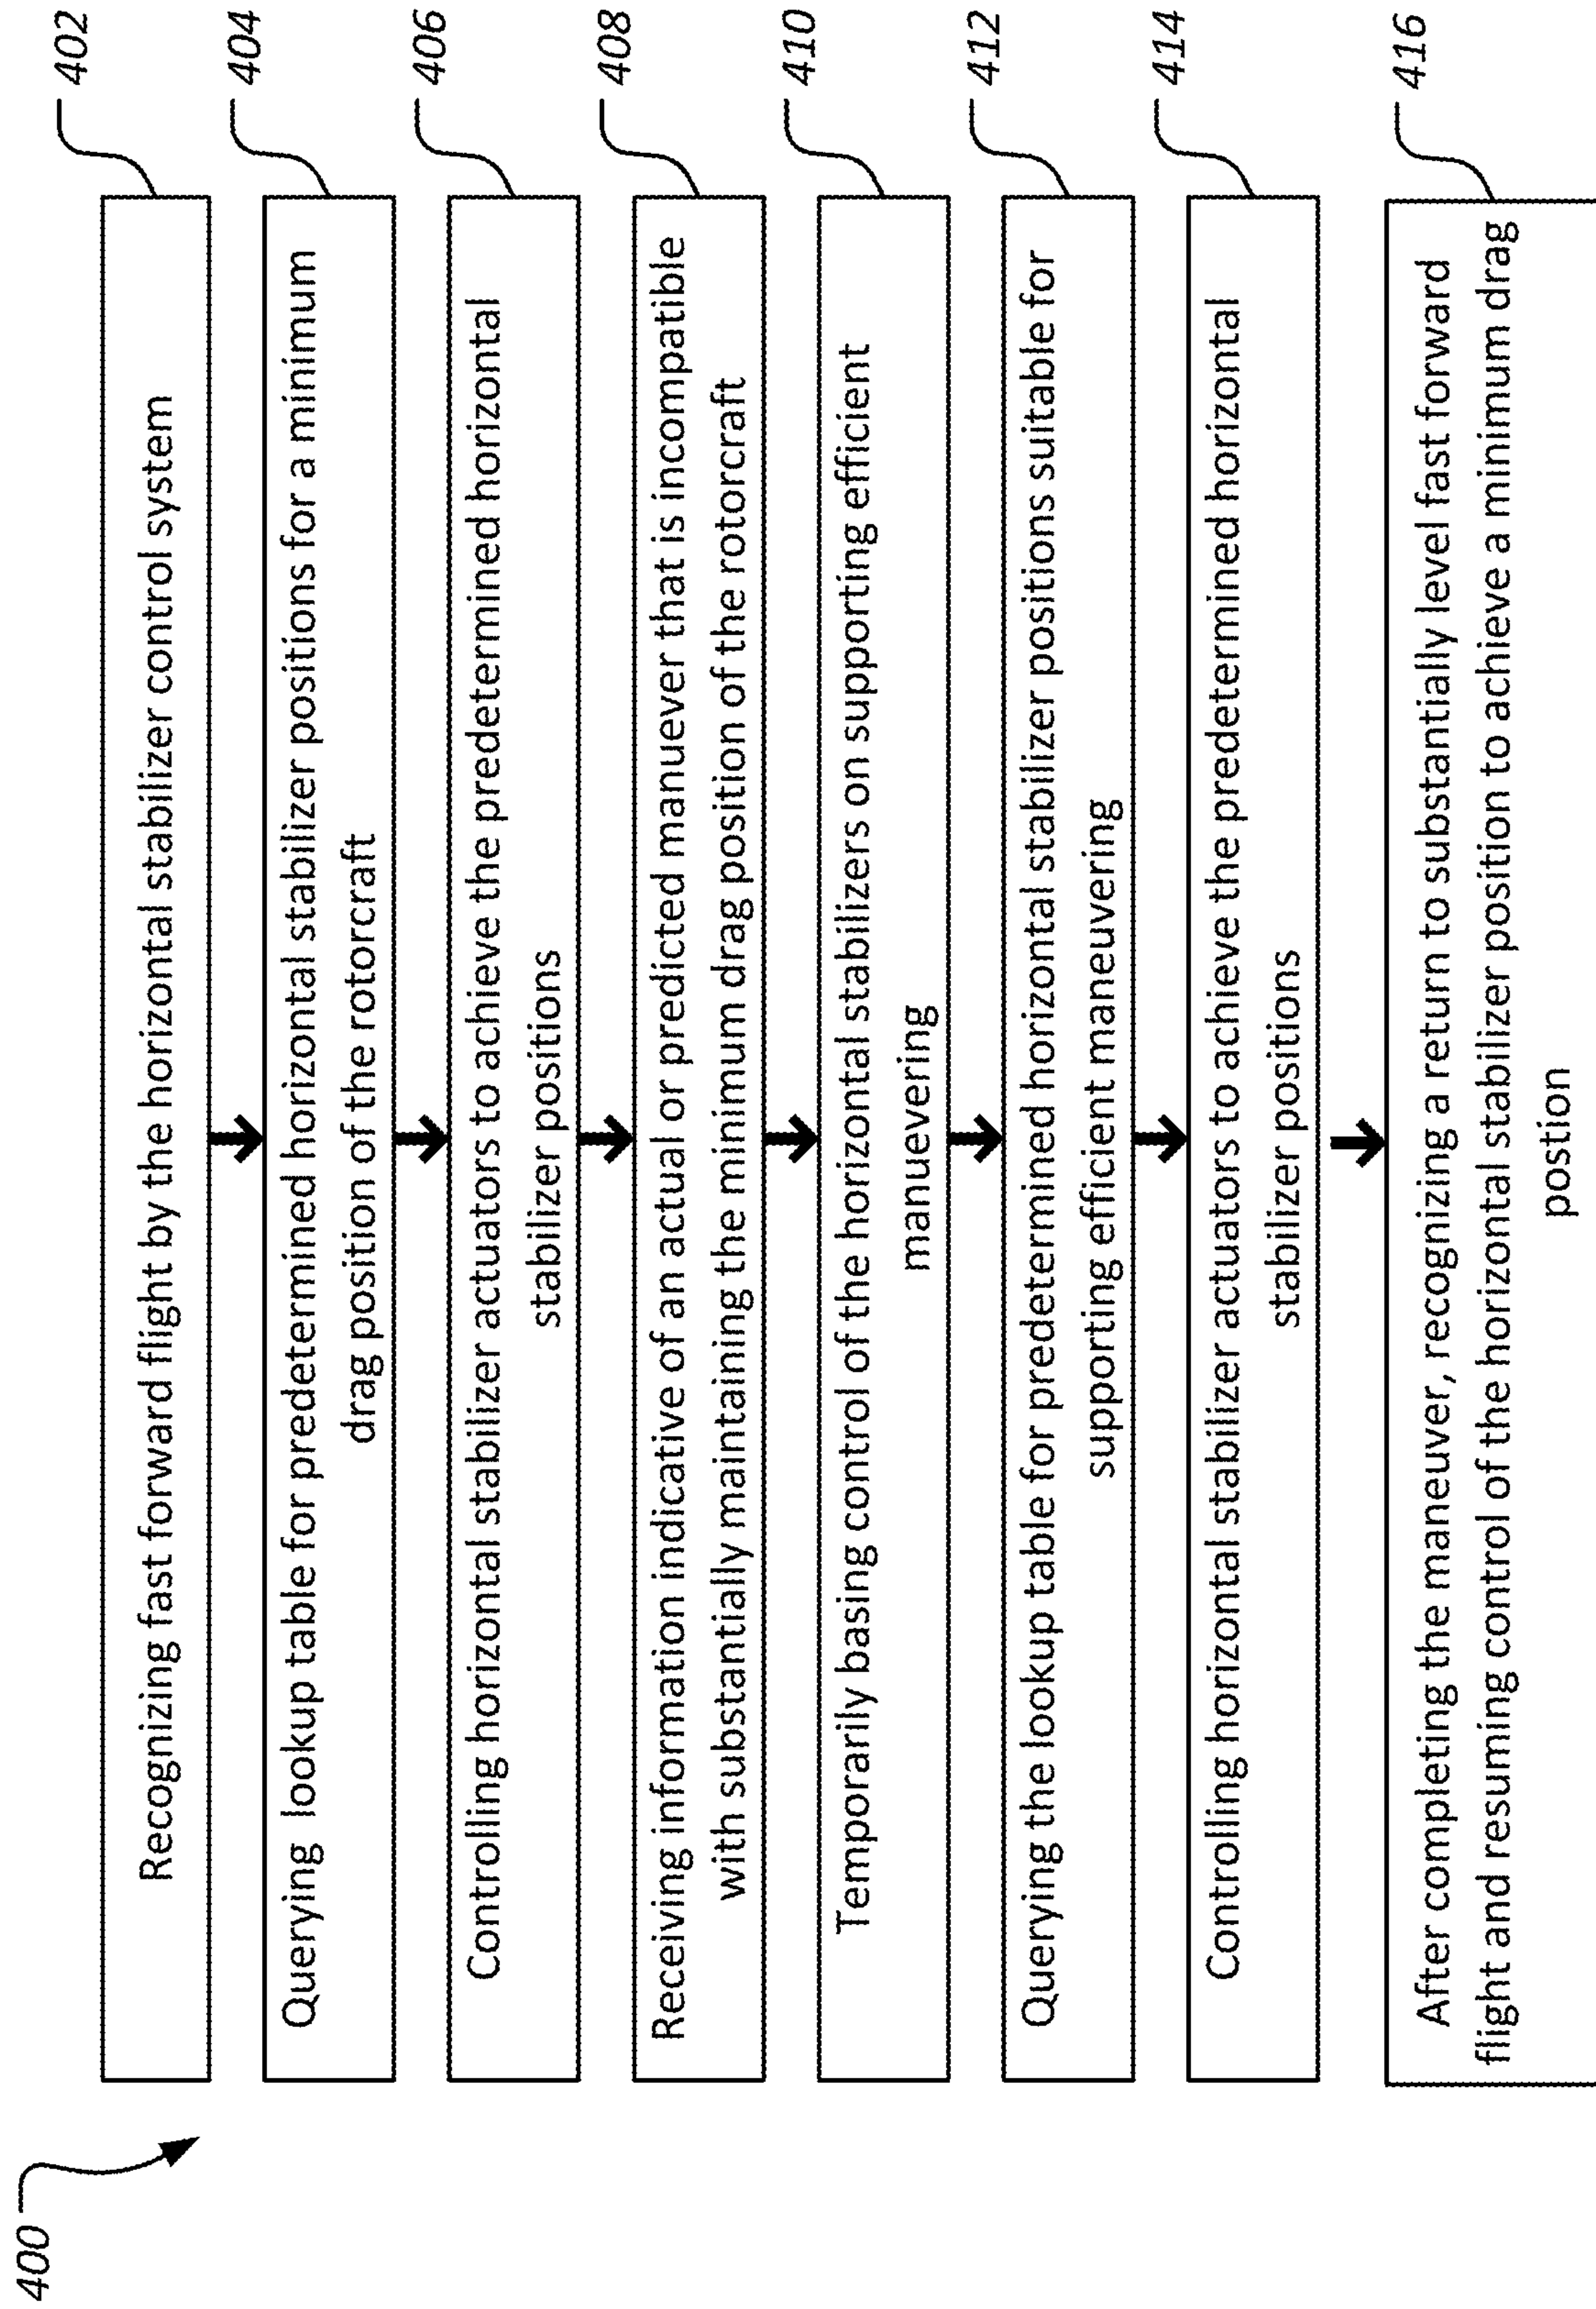 400
Recognizing fast forward flight by the horizontal stabilizer control system
402
Querying lookup table for predetermined horizontal stabilizer positions for a minimum
drag position of the rotorcraft
404
Controlling horizontal stabilizer actuators to achieve the predetermined horizontal
stabilizer positions
406
Receiving information indicative of an actual or predicted manuever that is incompatible
with substantially maintaining the minimum drag position of the rotorcraft
408
Temporarily basing control of the horizontal stabilizers on supporting efficient
manuevering
410
Querying the lookup table for predetermined horizontal stabilizer positions suitable for
supporting efficient maneuvering
412
Controlling horizontal stabilizer actuators to achieve the predetermined horizontal
stabilizer positions
414
After completing the maneuver, recognizing a return to substantially level fast forward
flight and resuming control of the horizontal stabilizer position to achieve a minimum drag
postion
416